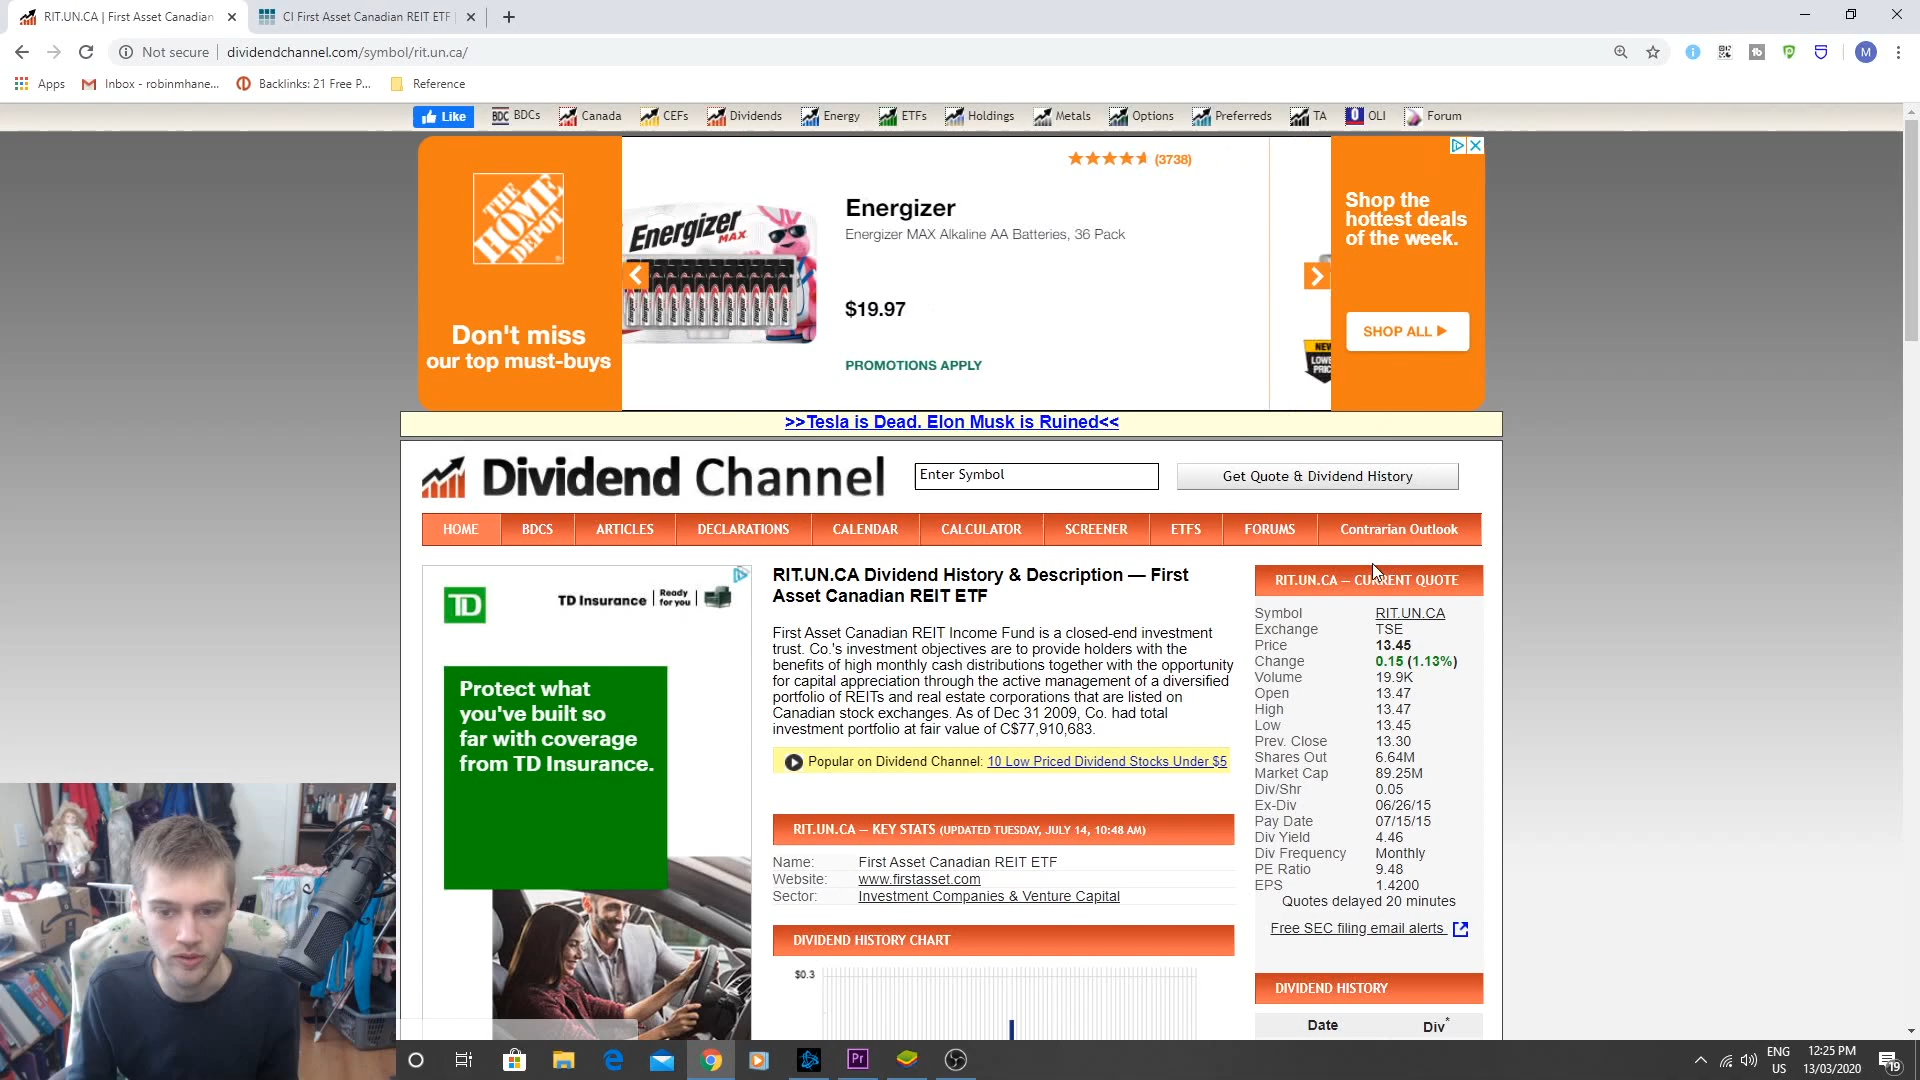 RIT.UN.CA | First Asset Canadian
CI First Asset Canadian REIT ETF
Not secure
dividendchannel.com/symbol/rit.un.ca/
M
Apps
Inbox - robinmhane...
Backlinks: 21 Free P...
Reference
Like
BDC BDCs
Canada
CEFs
Dividends
Energy
ETFs
Holdings
Metals
Options
Preferreds
TA
OLI
Forum
THE HOME DEPOT
Don't miss
our top must-buys
Energizer MAX
(3738)
Energizer
Energizer MAX Alkaline AA Batteries, 36 Pack
$19.97
PROMOTIONS APPLY
NEW
Shop the
hottest deals
of the week.
SHOP ALL
>>Tesla is Dead. Elon Musk is Ruined<<
Dividend Channel
Enter Symbol
Get Quote & Dividend History
HOME
BDCS
ARTICLES
DECLARATIONS
CALENDAR
CALCULATOR
SCREENER
ETFS
FORUMS
Contrarian Outlook
TD
TD Insurance
Ready
for you
Protect what
you've built so
far with coverage
from TD Insurance.
RIT.UN.CA Dividend History & Description — First
Asset Canadian REIT ETF
First Asset Canadian REIT Income Fund is a closed-end investment
trust. Co.'s investment objectives are to provide holders with the
benefits of high monthly cash distributions together with the opportunity
for capital appreciation through the active management of a diversified
portfolio of REITs and real estate corporations that are listed on
Canadian stock exchanges. As of Dec 31 2009, Co. had total
investment portfolio at fair value of C$77,910,683.
Popular on Dividend Channel: 10 Low Priced Dividend Stocks Under $5
RIT.UN.CA — KEY STATS (UPDATED TUESDAY, JULY 14, 10:48 AM)
Name: First Asset Canadian REIT ETF
Website: www.firstasset.com
Sector: Investment Companies & Venture Capital
DIVIDEND HISTORY CHART
$0.3
RIT.UN.CA — CURRENT QUOTE
Symbol RIT.UN.CA
Exchange TSE
Price 13.45
Change 0.15 (1.13%)
Volume 19.9K
Open 13.47
High 13.47
Low 13.45
Prev. Close 13.30
Shares Out 6.64M
Market Cap 89.25M
Div/Shr 0.05
Ex-Div 06/26/15
Pay Date 07/15/15
Div Yield 4.46
Div Frequency Monthly
PE Ratio 9.48
EPS 1.4200
Quotes delayed 20 minutes
Free SEC filing email alerts
DIVIDEND HISTORY
Date Div*
Pr
ENG
US
12:25 PM
13/03/2020
19